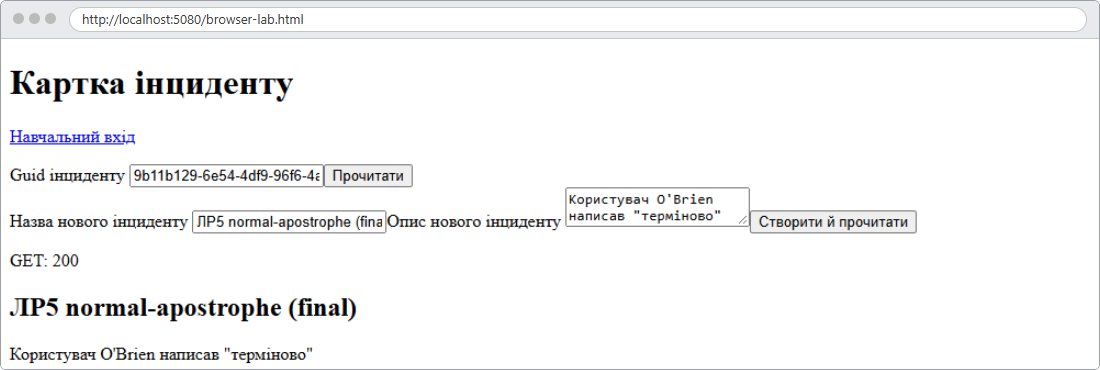 http://localhost:5080/browser-lab.html
Картка інциденту
Навчальний вхід
Guid інциденту 9b11b129-6e54-4df9-96f6-4a Прочитати
Назва нового інциденту ЛР5 normal-apostrophe (fina Опис нового інциденту Користувач O'Brien написав "терміново" Створити й прочитати
GET: 200
ЛР5 normal-apostrophe (final)
Користувач O'Brien написав "терміново"